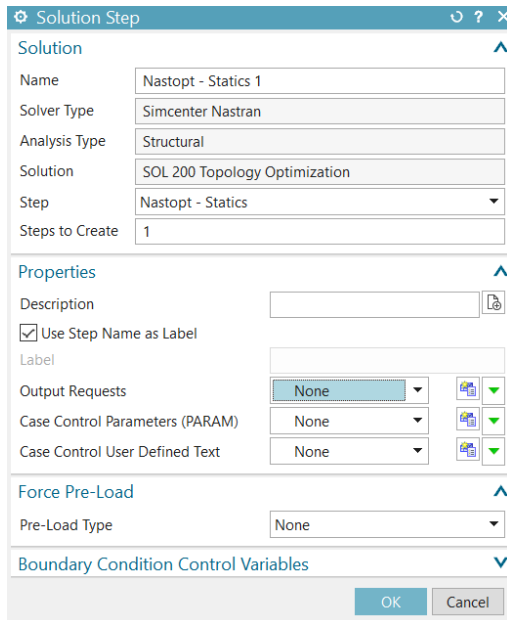 Solution Step
Solution
Name Nastopt - Statics 1
Solver Type Simcenter Nastran
Analysis Type Structural
Solution SOL 200 Topology Optimization
Step Nastopt - Statics
Steps to Create 1
Properties
Description
Use Step Name as Label
Label
Output Requests None
Case Control Parameters (PARAM) None
Case Control User Defined Text None
Force Pre-Load
Pre-Load Type None
Boundary Condition Control Variables
OK Cancel